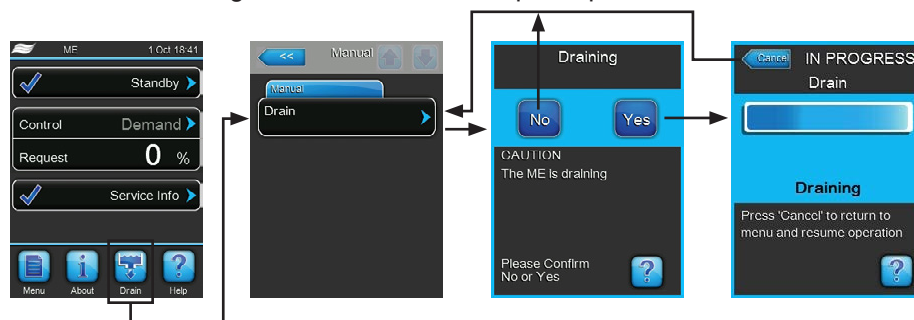 ME 1 Oct 18:41
Standby
Control Demand
Request 0 %
Service Info
Menu About Drain Help
<< Manual
Manual
Drain
Draining
No Yes
CAUTION
The ME is draining
Please Confirm
No or Yes
?
Cancel IN PROGRESS
Drain
Draining
Press 'Cancel' to return to
menu and resume operation
?